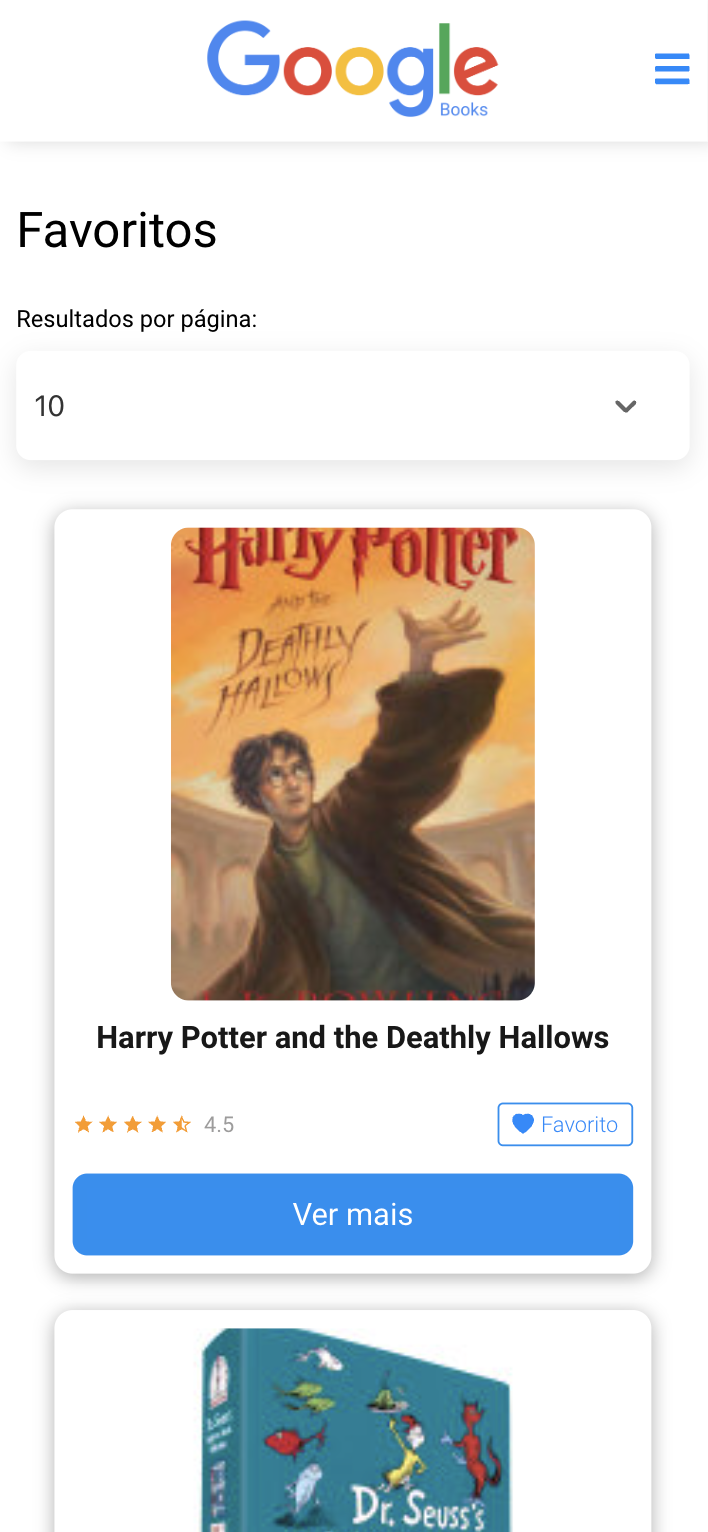 Google
Books
Favoritos
Resultados por página:
10
Harry Potter
AND THE
DEATHLY
HALLOWS
Harry Potter and the Deathly Hallows
4.5
Favorito
Ver mais
Dr. Seuss's